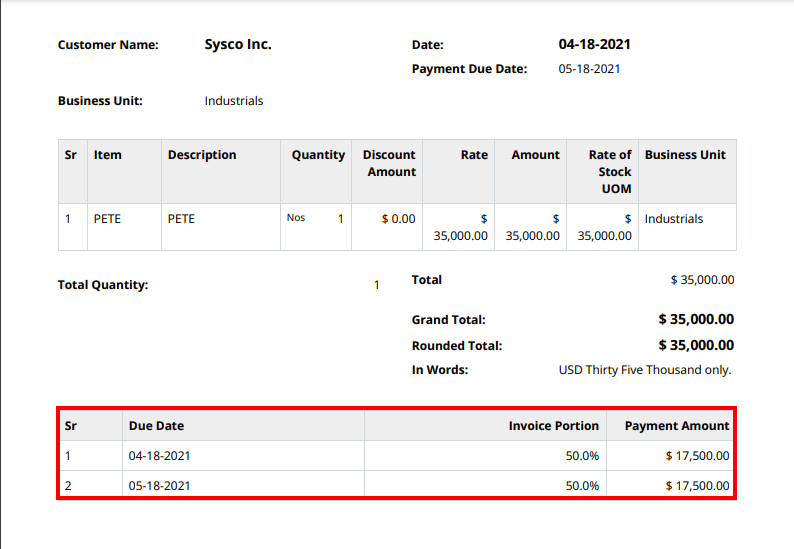 Customer Name: Sysco Inc. Date: 04-18-2021
Payment Due Date: 05-18-2021
Business Unit: Industrials
Sr Item Description Quantity Discount Amount Rate Amount Rate of Stock UOM Business Unit
1 PETE PETE Nos 1 $ 0.00 $ 35,000.00 $ 35,000.00 $ 35,000.00 Industrials
Total Quantity: 1 Total $ 35,000.00
Grand Total: $ 35,000.00
Rounded Total: $ 35,000.00
In Words: USD Thirty Five Thousand only.
Sr Due Date Invoice Portion Payment Amount
1 04-18-2021 50.0% $ 17,500.00
2 05-18-2021 50.0% $ 17,500.00